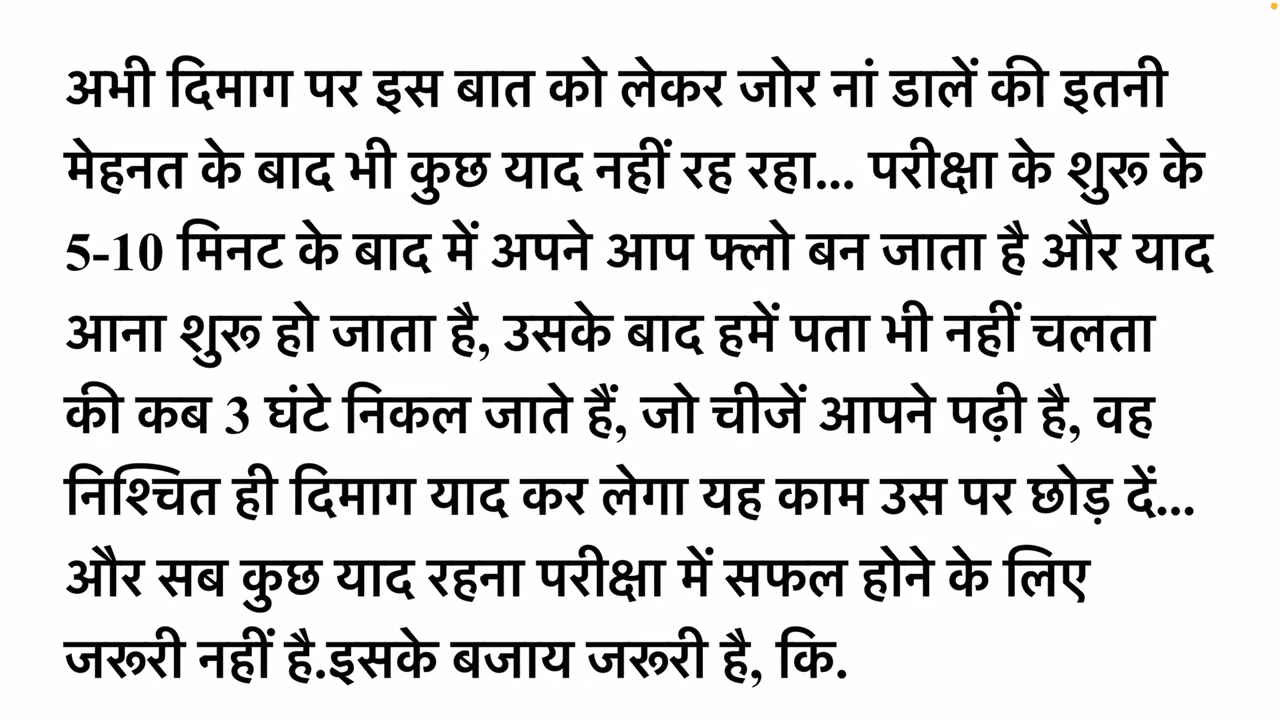 अभी दिमाग पर इस बात को लेकर जोर नां डालें की इतनी
मेहनत के बाद भी कुछ याद नहीं रह रहा... परीक्षा के शुरू के
5-10 मिनट के बाद में अपने आप फ्लो बन जाता है और याद
आना शुरू हो जाता है, उसके बाद हमें पता भी नहीं चलता
की कब 3 घंटे निकल जाते हैं, जो चीजें आपने पढ़ी है, वह
निश्चित ही दिमाग याद कर लेगा यह काम उस पर छोड़ दें...
और सब कुछ याद रहना परीक्षा में सफल होने के लिए
जरूरी नहीं है.इसके बजाय जरूरी है, कि.